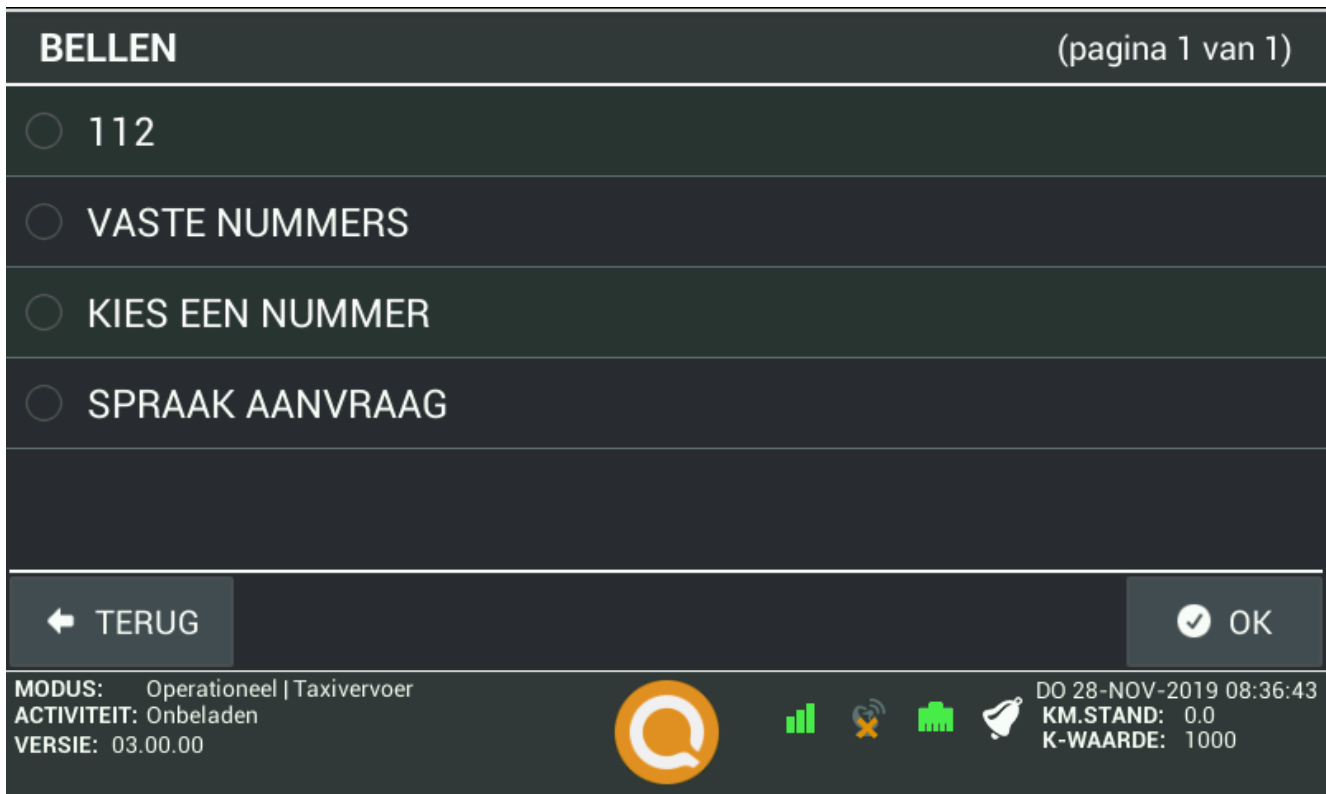 BELLEN (pagina 1 van 1)
112
VASTE NUMMERS
KIES EEN NUMMER
SPRAAK AANVRAAG
TERUG OK
MODUS: Operationeel | Taxivervoer
ACTIVITEIT: Onbeladen
VERSIE: 03.00.00
DO 28-NOV-2019 08:36:43
KM.STAND: 0.0
K-WAARDE: 1000